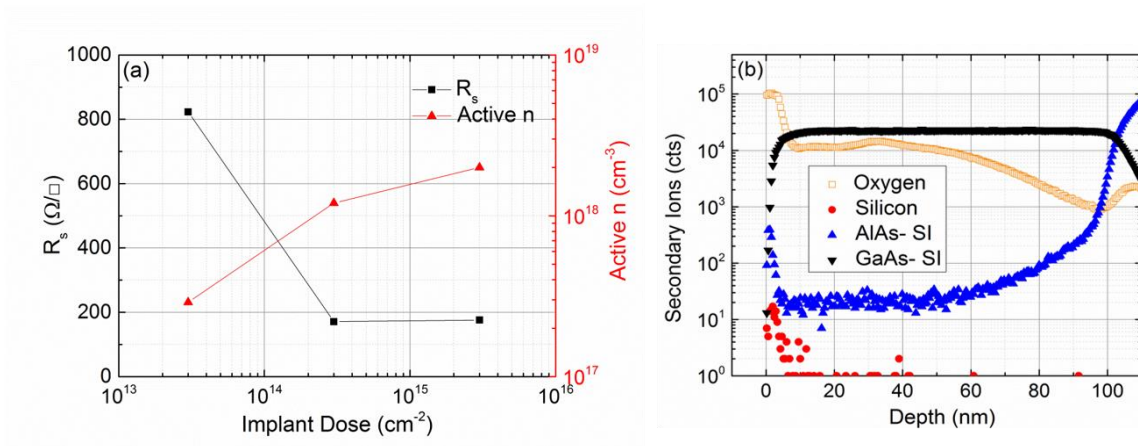 (a)
R_s
Active n
1000
800
600
400
200
0
R_s (Ω/□)
10^13
10^14
10^15
10^16
Implant Dose (cm^-2)
10^19
10^18
10^17
Active n (cm^-3)
(b)
10^5
10^4
10^3
10^2
10^1
10^0
Secondary Ions (cts)
Oxygen
Silicon
AlAs- SI
GaAs- SI
0 20 40 60 80 100
Depth (nm)